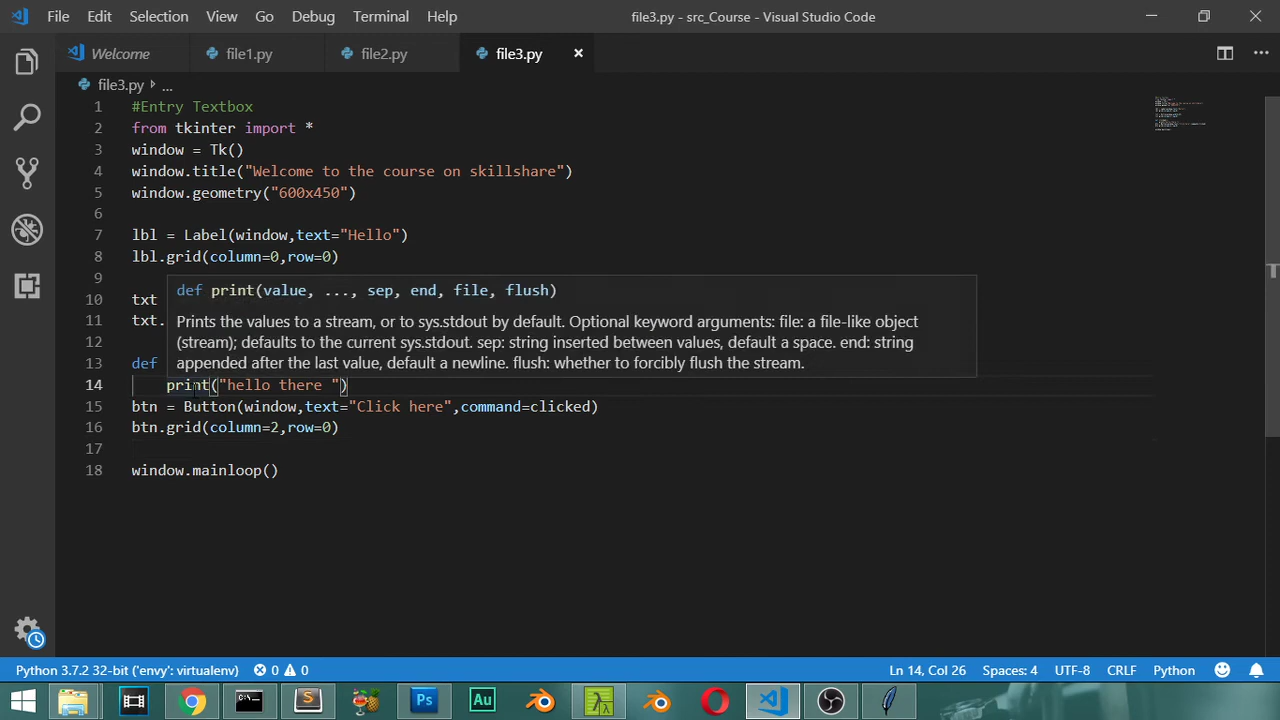 File Edit Selection View Go Debug Terminal Help file3.py - src_Course - Visual Studio Code
Welcome file1.py file2.py file3.py
file3.py ...
1 #Entry Textbox
2 from tkinter import *
3 window = Tk()
4 window.title("Welcome to the course on skillshare")
5 window.geometry("600x450")
6
7 lbl = Label(window,text="Hello")
8 lbl.grid(column=0,row=0)
9
def print(value, ..., sep, end, file, flush)
10 txt
Prints the values to a stream, or to sys.stdout by default. Optional keyword arguments: file: a file-like object
11 txt.
(stream); defaults to the current sys.stdout. sep: string inserted between values, default a space. end: string
12
appended after the last value, default a newline. flush: whether to forcibly flush the stream.
13 def
14 print("hello there ")
15 btn = Button(window,text="Click here",command=clicked)
16 btn.grid(column=2,row=0)
17
18 window.mainloop()
Python 3.7.2 32-bit ('envy': virtualenv) 0 0 Ln 14, Col 26 Spaces: 4 UTF-8 CRLF Python
Ps Au